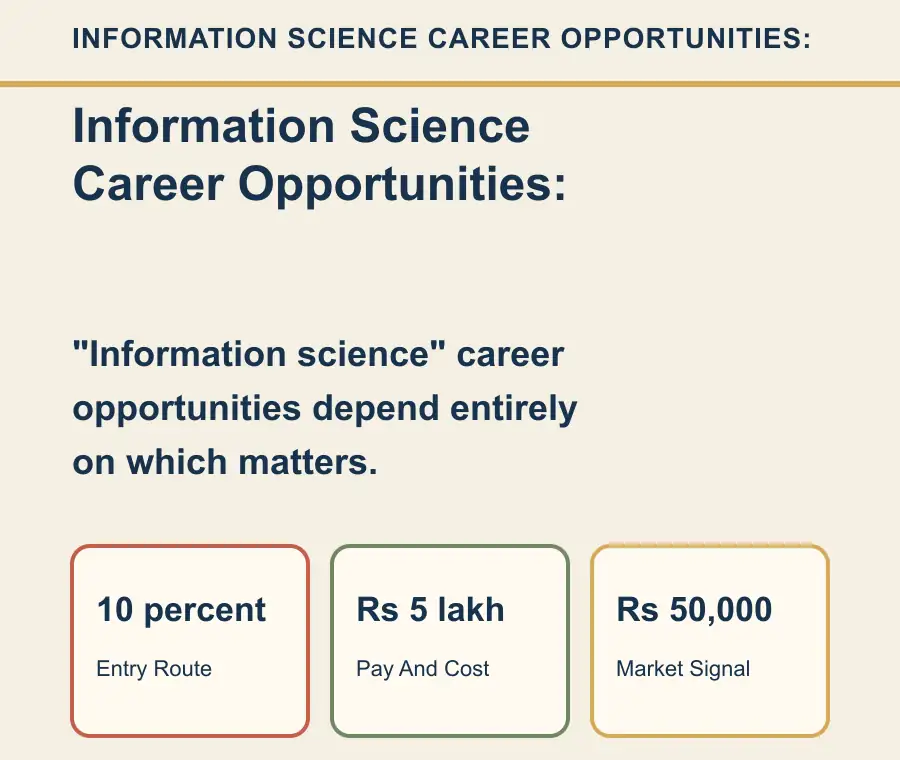 INFORMATION SCIENCE CAREER OPPORTUNITIES:
Information Science
Career Opportunities:
"Information science" career
opportunities depend entirely
on which matters.
10 percent
Entry Route
Rs 5 lakh
Pay And Cost
Rs 50,000
Market Signal